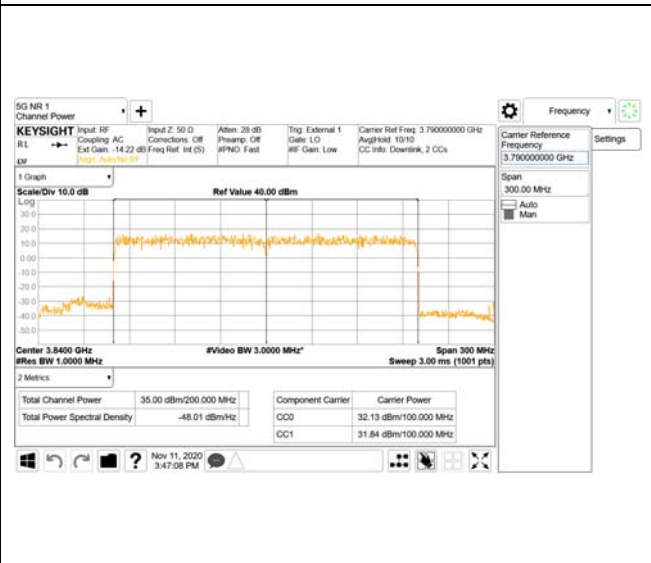 5G NR 1
Channel Power
KEYSIGHT
Input: RF
Coupling: AC
Ext Gain: -14.22 dB
Align: Auto/No RF
Input Z: 50 Ω
Corrections: Off
Freq Ref: Int (S)
Atten: 28 dB
Preamp: Off
#PNO: Fast
Trig: External 1
Gate: LO
#IF Gain: Low
Carrier Ref Freq: 3.790000000 GHz
Avg|Hold: 10/10
CC Info: Downlink, 2 CCs
RL
1 Graph
Scale/Div 10.0 dB
Ref Value 40.00 dBm
Log
30.0
20.0
10.0
0.00
-10.0
-20.0
-30.0
-40.0
-50.0
Center 3.8400 GHz
#Video BW 3.0000 MHz*
Span 300 MHz
#Res BW 1.0000 MHz
Sweep 3.00 ms (1001 pts)
2 Metrics
Total Channel Power 35.00 dBm/200.000 MHz
Total Power Spectral Density -48.01 dBm/Hz
Component Carrier Carrier Power
CC0 32.13 dBm/100.000 MHz
CC1 31.84 dBm/100.000 MHz
Nov 11, 2020
3:47:08 PM
Frequency
Carrier Reference
Frequency
3.790000000 GHz
Span
300.00 MHz
Auto
Man
Settings